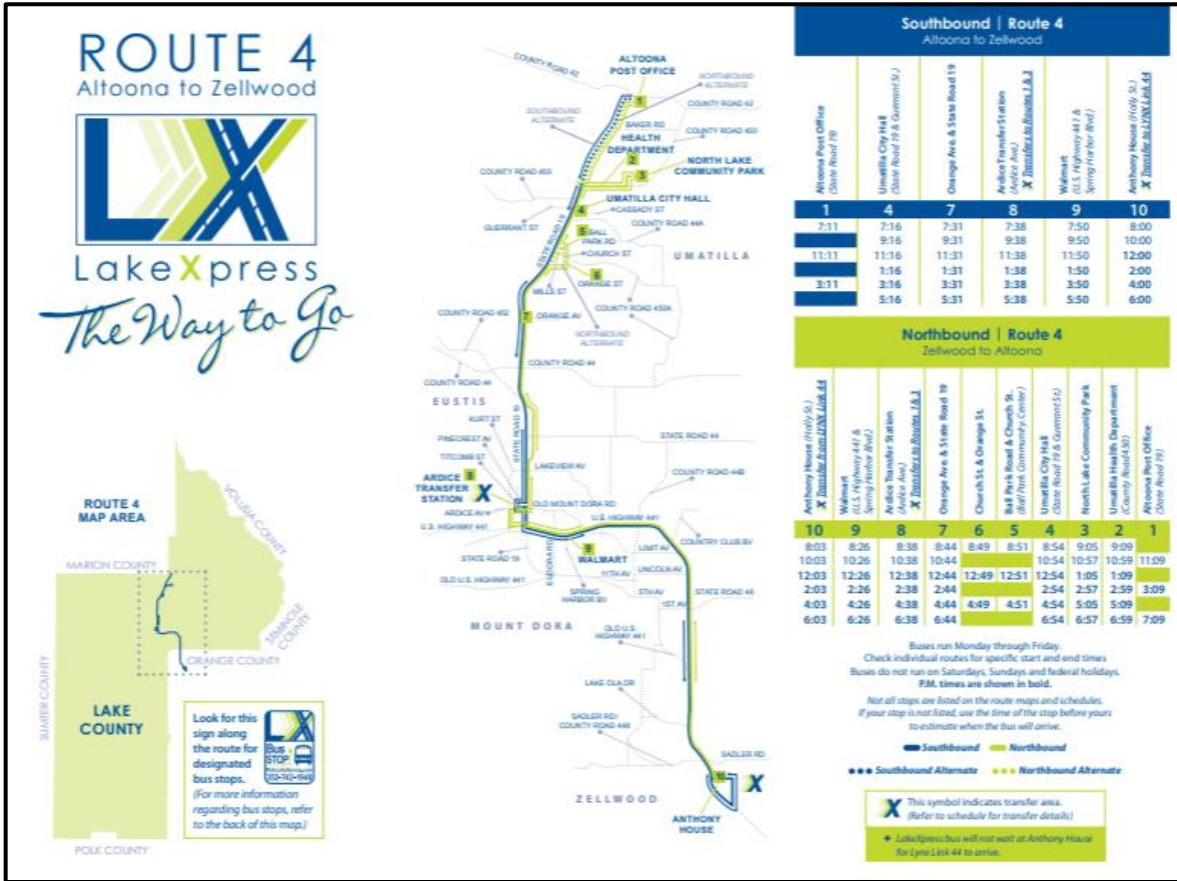 ROUTE 4
Altoona to Zellwood
LX
LakeXpress
The Way to Go
ROUTE 4
MAP AREA
MARION COUNTY
VOLUSIA COUNTY
SEMINOLE COUNTY
ORANGE COUNTY
SUMTER COUNTY
LAKE
COUNTY
POLK COUNTY
Look for this
sign along
the route for
designated
bus stops.
(For more information
regarding bus stops, refer
to the back of this map.)
BUS
STOP
COUNTY ROAD 42
ALTOONA
POST OFFICE
NORTHBOUND
ALTERNATE
1
COUNTY ROAD 42
SOUTHBOUND
ALTERNATE
BAKER RD
HEALTH
DEPARTMENT
COUNTY ROAD 450
2
NORTH LAKE
COMMUNITY PARK
3
COUNTY ROAD 450
UMATILLA CITY HALL
4
CASSADY ST
GUERRANT ST
STATE ROAD 19
COUNTY ROAD 44A
5
BALL
PARK RD
CHURCH ST
UMATILLA
6
ORANGE ST
MILLS ST
COUNTY ROAD 450A
7
ORANGE AV
COUNTY ROAD 452
NORTHBOUND
ALTERNATE
COUNTY ROAD 44
COUNTY ROAD 44
EUSTIS
KURT ST
STATE ROAD 19
STATE ROAD 44
PINECREST AV
TITCOMB ST
LAKEVIEW AV
COUNTY ROAD 44B
ARDICE
TRANSFER
STATION
8
X
OLD MOUNT DORA RD
ARDICE AV
U.S. HIGHWAY 441
U.S. HIGHWAY 441
COUNTRY CLUB BV
9
WALMART
STATE ROAD 19
LIMIT AV
11TH AV
LINCOLN AV
OLD U.S. HIGHWAY 441
SPRING
HARBOR BV
5TH AV
STATE ROAD 46
1ST AV
MOUNT DORA
OLD U.S.
HIGHWAY 441
LAKE OLA DR
SADLER RD/
COUNTY ROAD 448
SADLER RD
ZELLWOOD
10
X
ANTHONY
HOUSE
Southbound | Route 4
Altoona to Zellwood
Altoona Post Office
(State Road 19)
Umatilla City Hall
(State Road 19 & Guerrant St.)
Orange Ave. & State Road 19
Ardice Transfer Station
(Ardice Ave.)
X Transfer to Routes 1 & 3
Walmart
(U.S. Highway 441 &
Spring Harbor Blvd.)
Anthony House (Holly St.)
X Transfer to LYNX Link 44
1 4 7 8 9 10
7:11 7:16 7:31 7:38 7:50 8:00
9:16 9:31 9:38 9:50 10:00
11:11 11:16 11:31 11:38 11:50 12:00
1:16 1:31 1:38 1:50 2:00
3:11 3:16 3:31 3:38 3:50 4:00
5:16 5:31 5:38 5:50 6:00
Northbound | Route 4
Zellwood to Altoona
Anthony House (Holly St.)
X Transfer from LYNX Link 44
Walmart
(U.S. Highway 441 &
Spring Harbor Blvd.)
Ardice Transfer Station
(Ardice Ave.)
X Transfer to Routes 1 & 3
Orange Ave. & State Road 19
Church St. & Orange St.
Ball Park Road & Church St.
(Ball Park Community Center)
Umatilla City Hall
(State Road 19 & Guerrant St.)
North Lake Community Park
Umatilla Health Department
(County Road 450)
Altoona Post Office
(State Road 19)
10 9 8 7 6 5 4 3 2 1
8:03 8:26 8:38 8:44 8:49 8:51 8:54 9:05 9:09
10:03 10:26 10:38 10:44 10:54 10:57 10:59 11:09
12:03 12:26 12:38 12:44 12:49 12:51 12:54 1:05 1:09
2:03 2:26 2:38 2:44 2:54 2:57 2:59 3:09
4:03 4:26 4:38 4:44 4:49 4:51 4:54 5:05 5:09
6:03 6:26 6:38 6:44 6:54 6:57 6:59 7:09
Buses run Monday through Friday.
Check individual routes for specific start and end times
Buses do not run on Saturdays, Sundays and federal holidays.
P.M. times are shown in bold.
Not all stops are listed on the route maps and schedules.
If your stop is not listed, use the time of the stop before yours
to estimate when the bus will arrive.
Southbound Northbound
Southbound Alternate Northbound Alternate
X This symbol indicates transfer area.
(Refer to schedule for transfer details)
+ LakeXpress bus will not wait at Anthony House
for Lynx Link 44 to arrive.